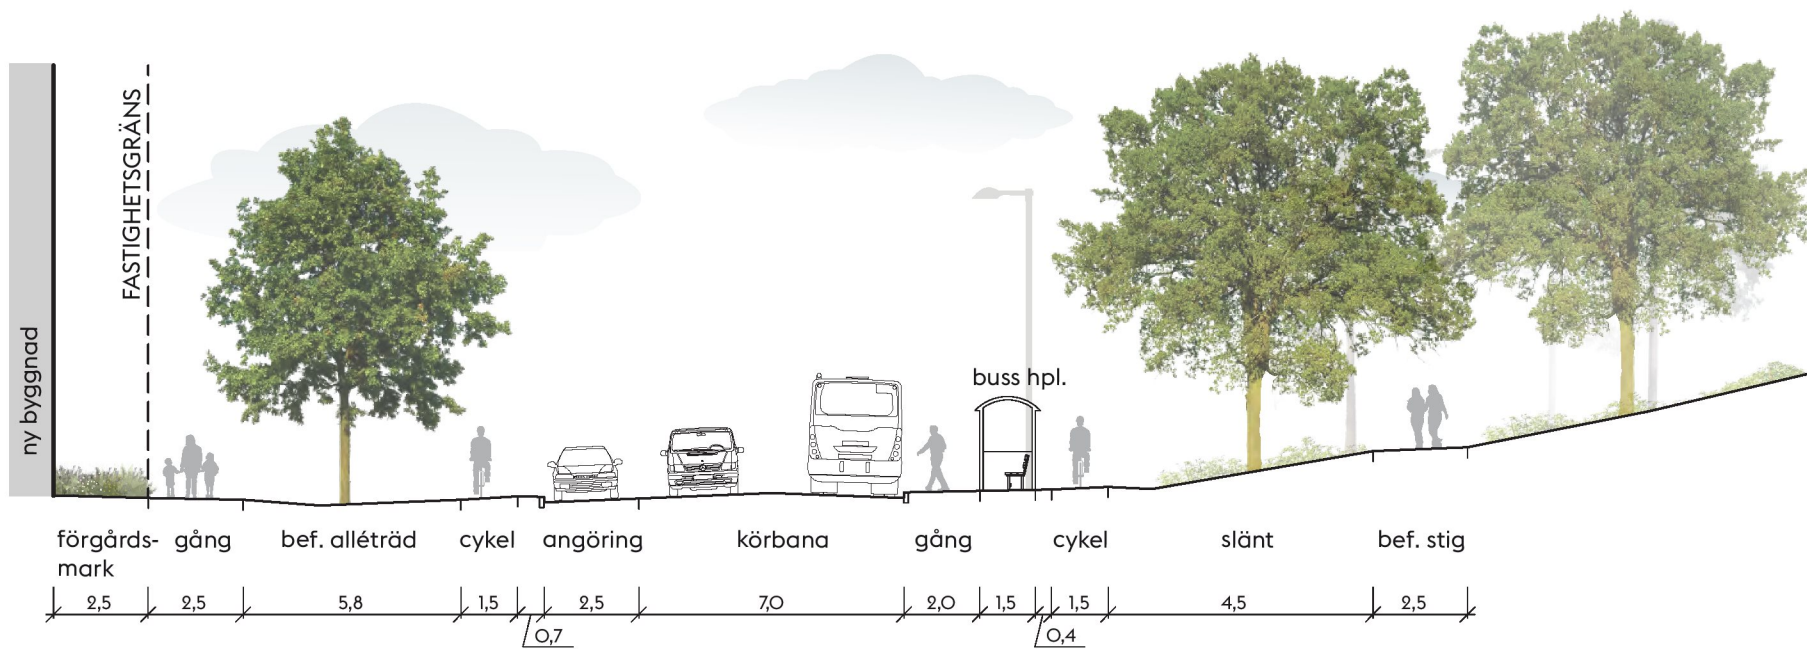 FASTIGHETSGRÄNS
ny byggnad
buss hpl.
förgårds- gång bef. alléträd cykel angöring körbana gång cykel slänt bef. stig
mark
2,5 2,5 5,8 1,5 2,5 7,0 2,0 1,5 1,5 4,5 2,5
0,7 0,4